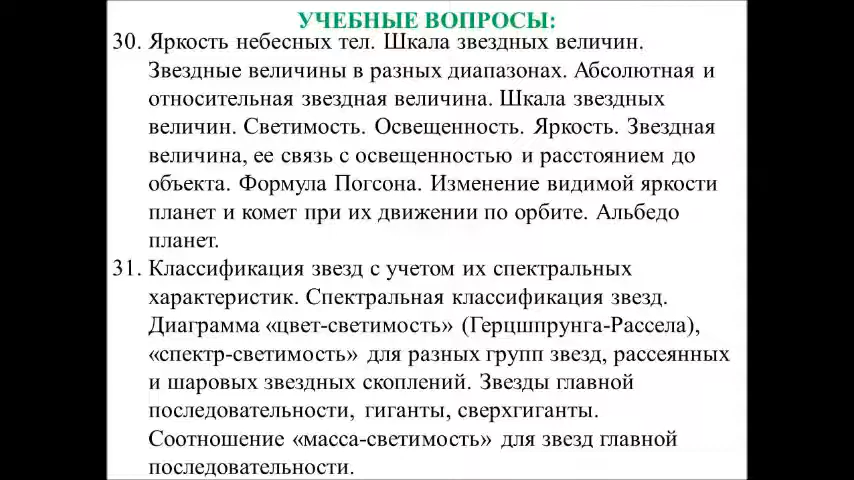 УЧЕБНЫЕ ВОПРОСЫ:
30. Яркость небесных тел. Шкала звездных величин.
Звездные величины в разных диапазонах. Абсолютная и
относительная звездная величина. Шкала звездных
величин. Светимость. Освещенность. Яркость. Звездная
величина, ее связь с освещенностью и расстоянием до
объекта. Формула Погсона. Изменение видимой яркости
планет и комет при их движении по орбите. Альбедо
планет.
31. Классификация звезд с учетом их спектральных
характеристик. Спектральная классификация звезд.
Диаграмма «цвет-светимость» (Герцшпрунга-Рассела),
«спектр-светимость» для разных групп звезд, рассеянных
и шаровых звездных скоплений. Звезды главной
последовательности, гиганты, сверхгиганты.
Соотношение «масса-светимость» для звезд главной
последовательности.